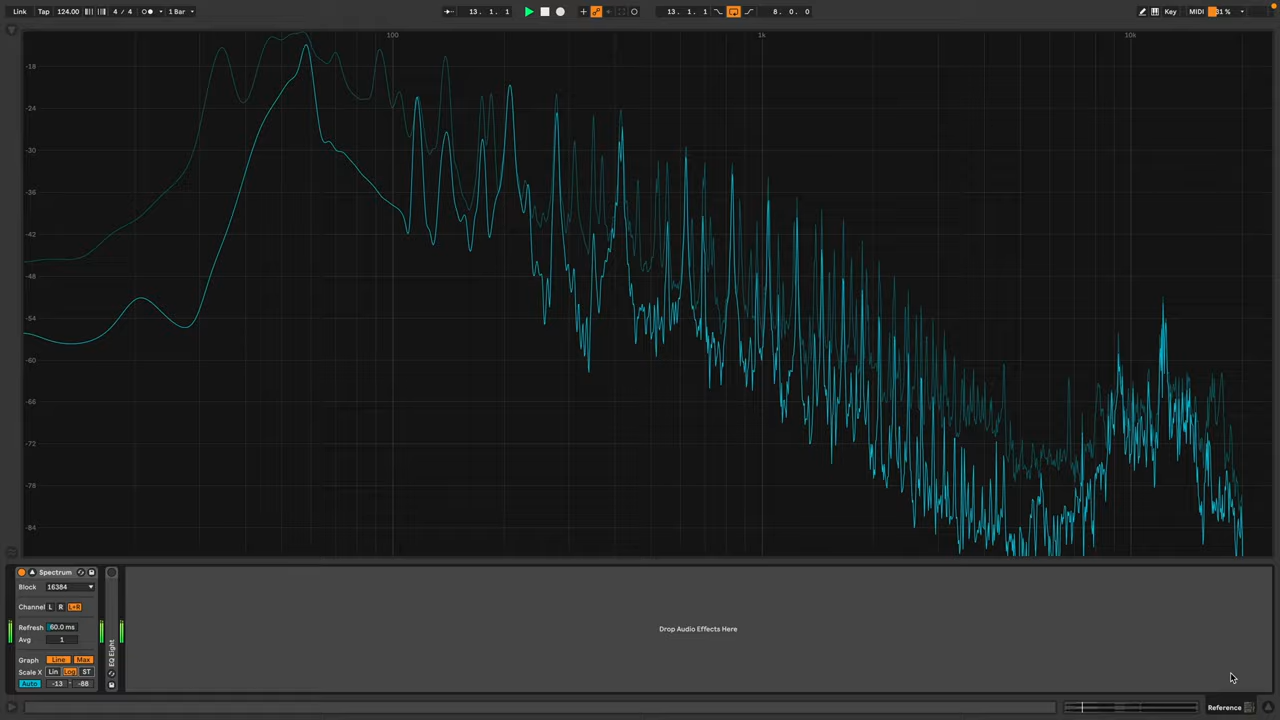 Link Tap 124.00 4 / 4 1 Bar 13. 1. 1 13. 1. 1 8. 0. 0 Key MIDI 31 %
100 1k 10k
-18
-24
-30
-36
-42
-48
-54
-60
-66
-72
-78
-84
Spectrum
Block 16384
Channel L R L+R
Refresh 60.0 ms
Avg 1
Graph Line Max
Scale X Lin Log ST
Auto -13 - -88
EQ Eight
Drop Audio Effects Here
Reference